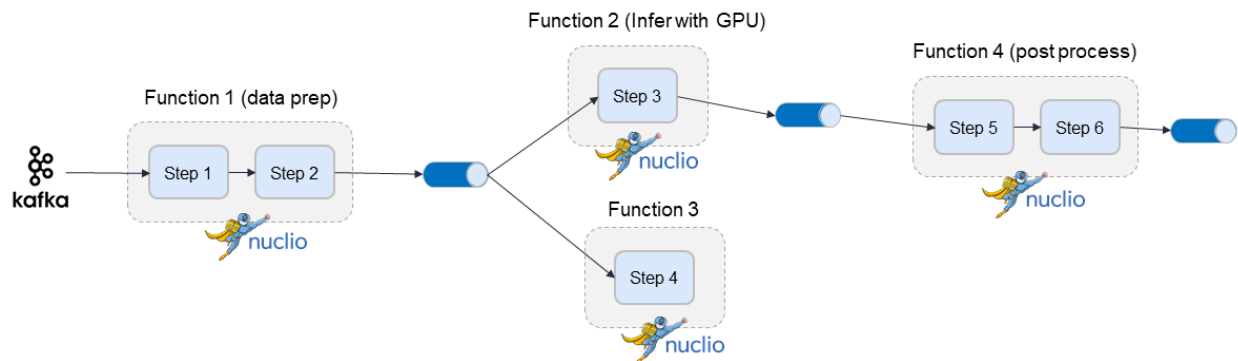 Function 2 (Infer with GPU)
Function 4 (post process)
Function 1 (data prep)
Step 3
Step 5
Step 6
nuclio
kafka
Step 1
Step 2
nuclio
Function 3
nuclio
Step 4
nuclio